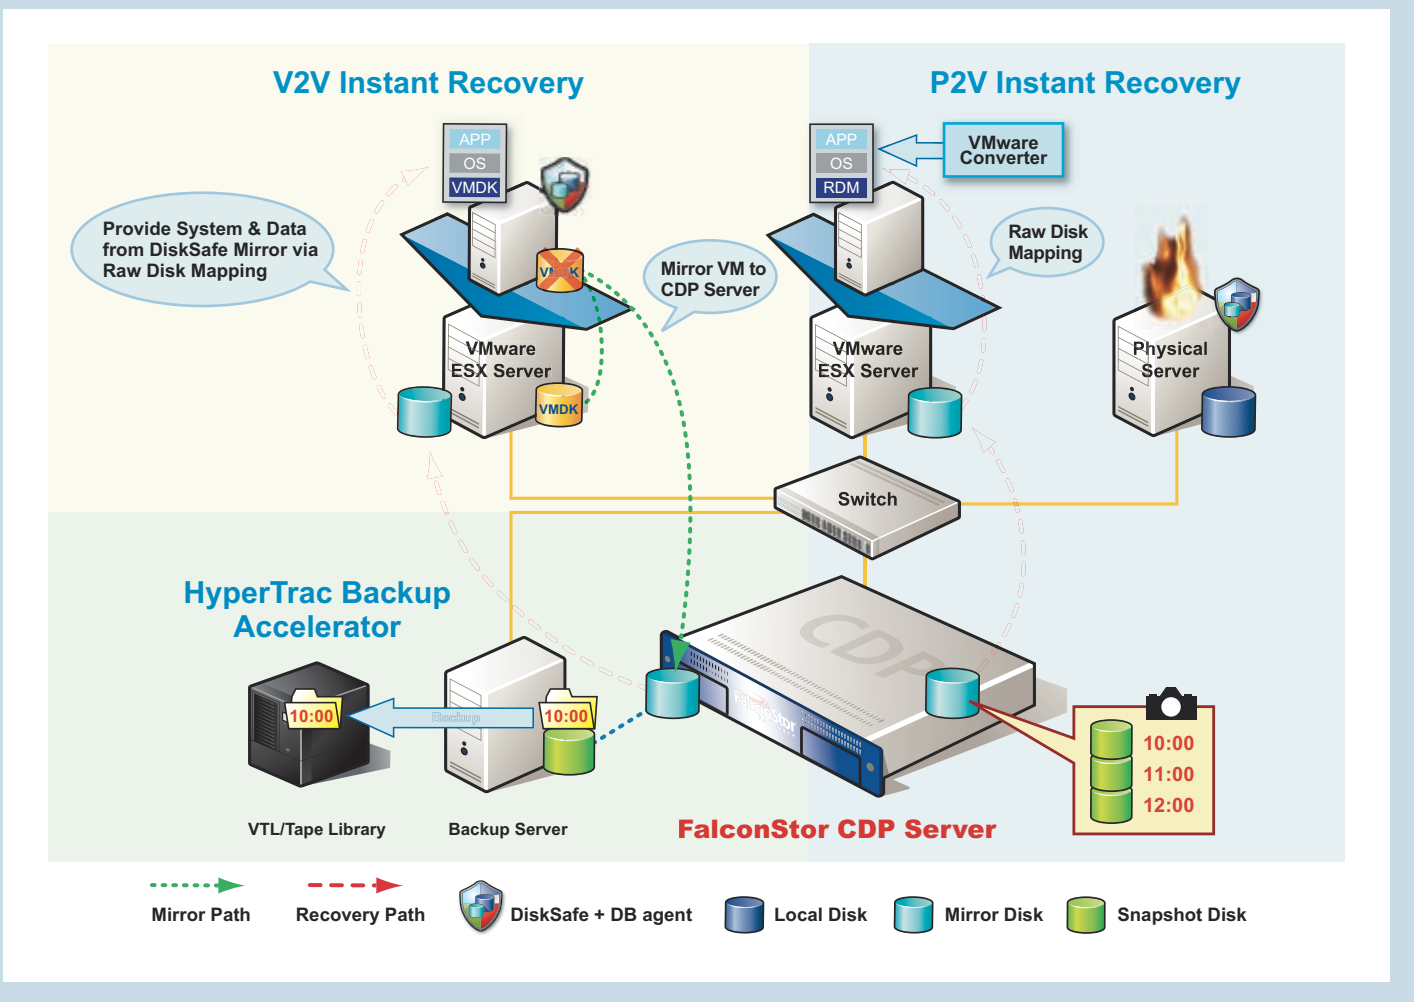 V2V Instant Recovery
P2V Instant Recovery
APP
OS
VMDK
APP
OS
RDM
VMware
Converter
Provide System & Data
from DiskSafe Mirror via
Raw Disk Mapping
VMDK
Mirror VM to
CDP Server
Raw Disk
Mapping
VMware
ESX Server
VMDK
VMware
ESX Server
Physical
Server
Switch
HyperTrac Backup
Accelerator
CDP
FalconStor
10:00
Backup
10:00
10:00
11:00
12:00
VTL/Tape Library
Backup Server
FalconStor CDP Server
Mirror Path
Recovery Path
DiskSafe + DB agent
Local Disk
Mirror Disk
Snapshot Disk